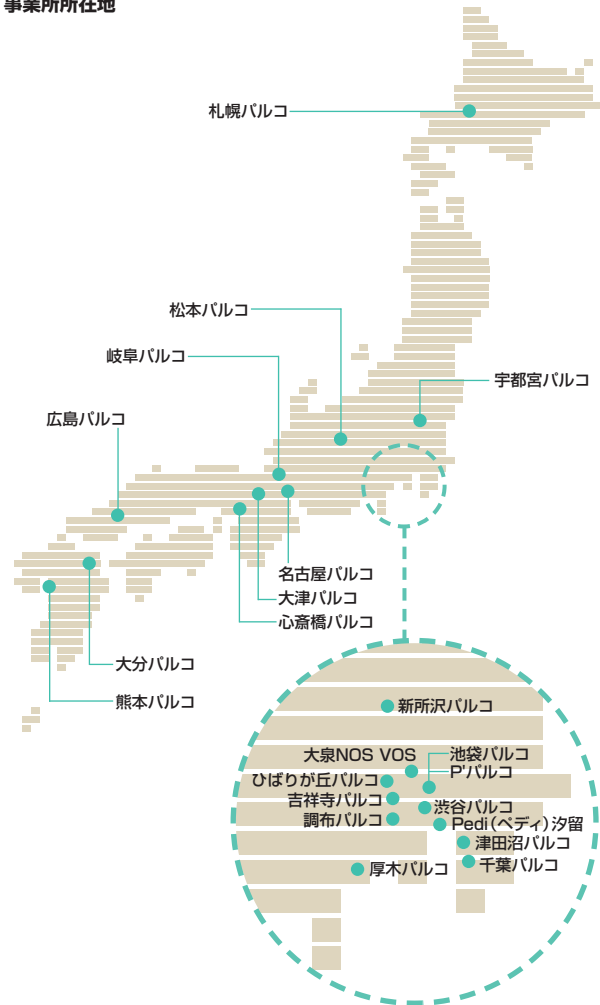 事業所所在地
札幌パルコ
松本パルコ
岐阜パルコ
宇都宮パルコ
広島パルコ
名古屋パルコ
大津パルコ
心斎橋パルコ
大分パルコ
熊本パルコ
新所沢パルコ
大泉NOS VOS
池袋パルコ
P'パルコ
ひばりが丘パルコ
吉祥寺パルコ
渋谷パルコ
調布パルコ
Pedi（ペディ）汐留
津田沼パルコ
千葉パルコ
厚木パルコ